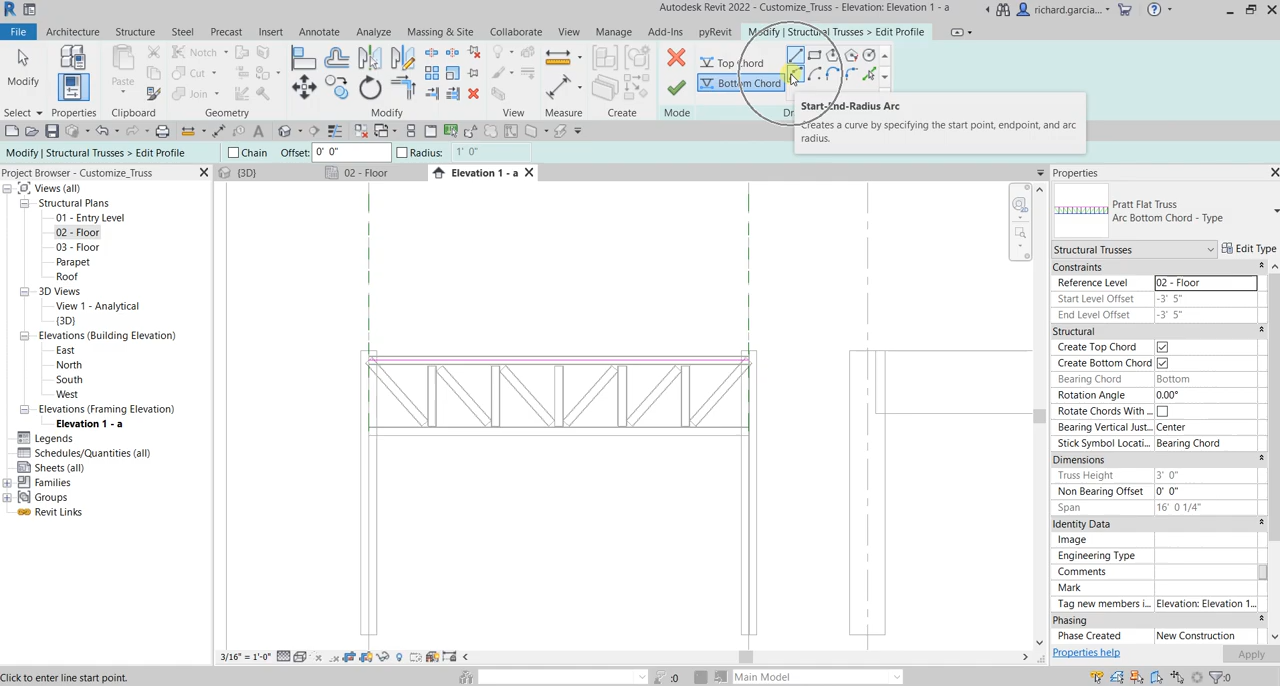 Autodesk Revit 2022 - Customize_Truss - Elevation: Elevation 1 - a
richard.garcia...
File Architecture Structure Steel Precast Insert Annotate Analyze Massing & Site Collaborate View Manage Add-Ins pyRevit Modify | Structural Trusses > Edit Profile
Modify
Paste
Notch
Cut
Join
Top Chord
Bottom Chord
Select Properties Clipboard Geometry Modify View Measure Create Mode
Start-End-Radius Arc
Creates a curve by specifying the start point, endpoint, and arc
radius.
Modify | Structural Trusses > Edit Profile Chain Offset: 0' 0" Radius: 1' 0"
Project Browser - Customize_Truss
{3D} 02 - Floor Elevation 1 - a
Views (all)
Structural Plans
01 - Entry Level
02 - Floor
03 - Floor
Parapet
Roof
3D Views
View 1 - Analytical
{3D}
Elevations (Building Elevation)
East
North
South
West
Elevations (Framing Elevation)
Elevation 1 - a
Legends
Schedules/Quantities (all)
Sheets (all)
Families
Groups
Revit Links
Properties
Pratt Flat Truss
Arc Bottom Chord - Type
Structural Trusses Edit Type
Constraints
Reference Level 02 - Floor
Start Level Offset -3' 5"
End Level Offset -3' 5"
Structural
Create Top Chord
Create Bottom Chord
Bearing Chord Bottom
Rotation Angle 0.00°
Rotate Chords With ...
Bearing Vertical Just... Center
Stick Symbol Locati... Bearing Chord
Dimensions
Truss Height 3' 0"
Non Bearing Offset 0' 0"
Span 16' 0 1/4"
Identity Data
Image
Engineering Type
Comments
Mark
Tag new members i... Elevation: Elevation 1...
Phasing
Phase Created New Construction
Properties help Apply
3/16" = 1'-0"
Click to enter line start point. :0 Main Model :0